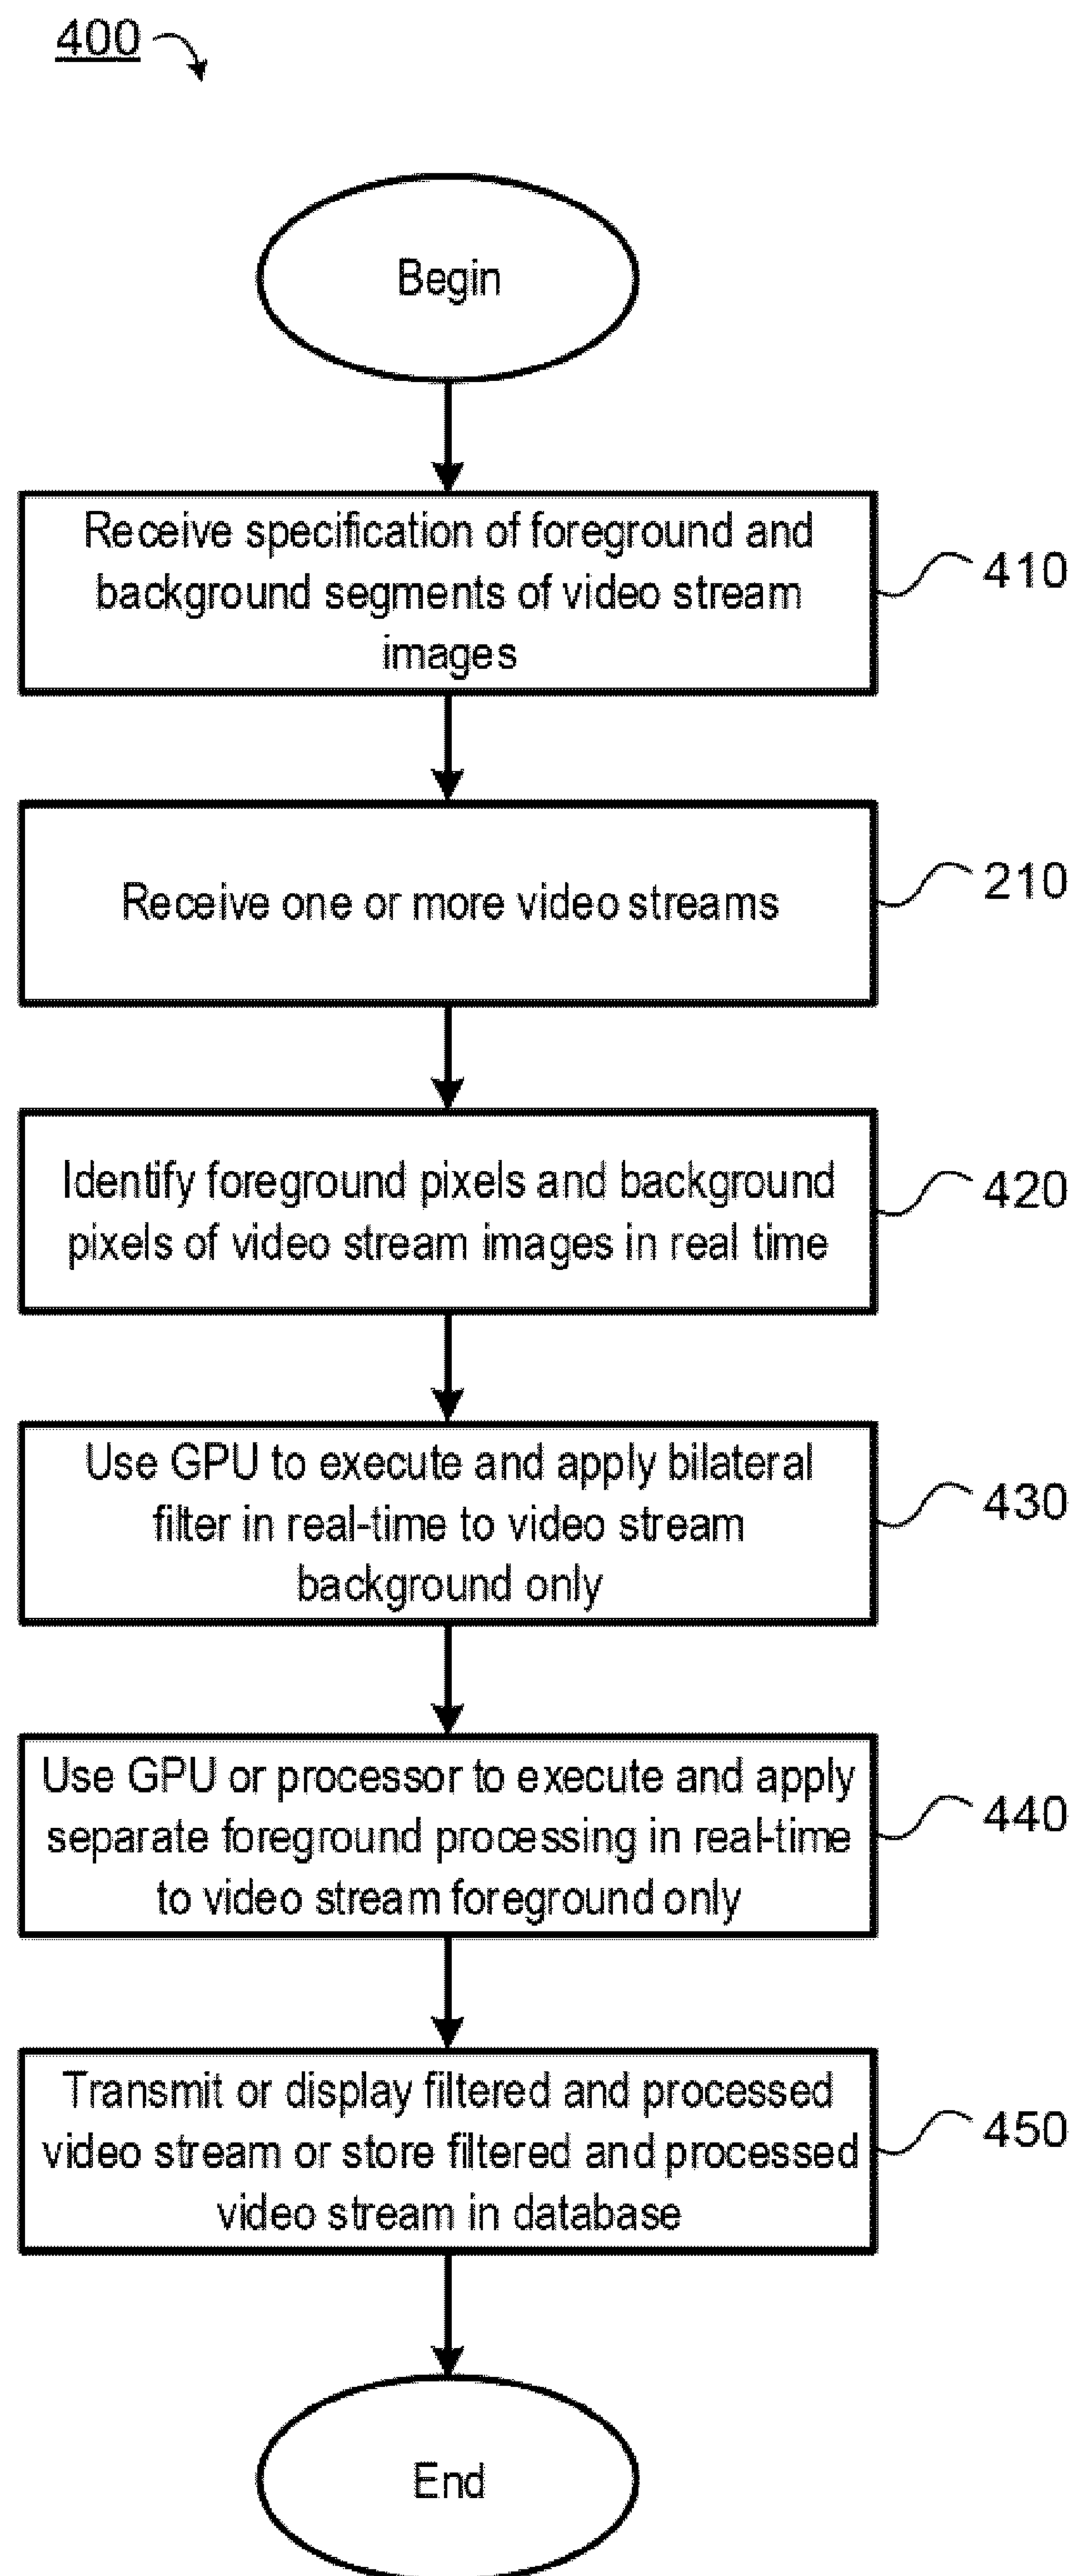 400
Begin
Receive specification of foreground and
background segments of video stream
images
410
Receive one or more video streams
210
Identify foreground pixels and background
pixels of video stream images in real time
420
Use GPU to execute and apply bilateral
filter in real-time to video stream
background only
430
Use GPU or processor to execute and apply
separate foreground processing in real-time
to video stream foreground only
440
Transmit or display filtered and processed
video stream or store filtered and processed
video stream in database
450
End